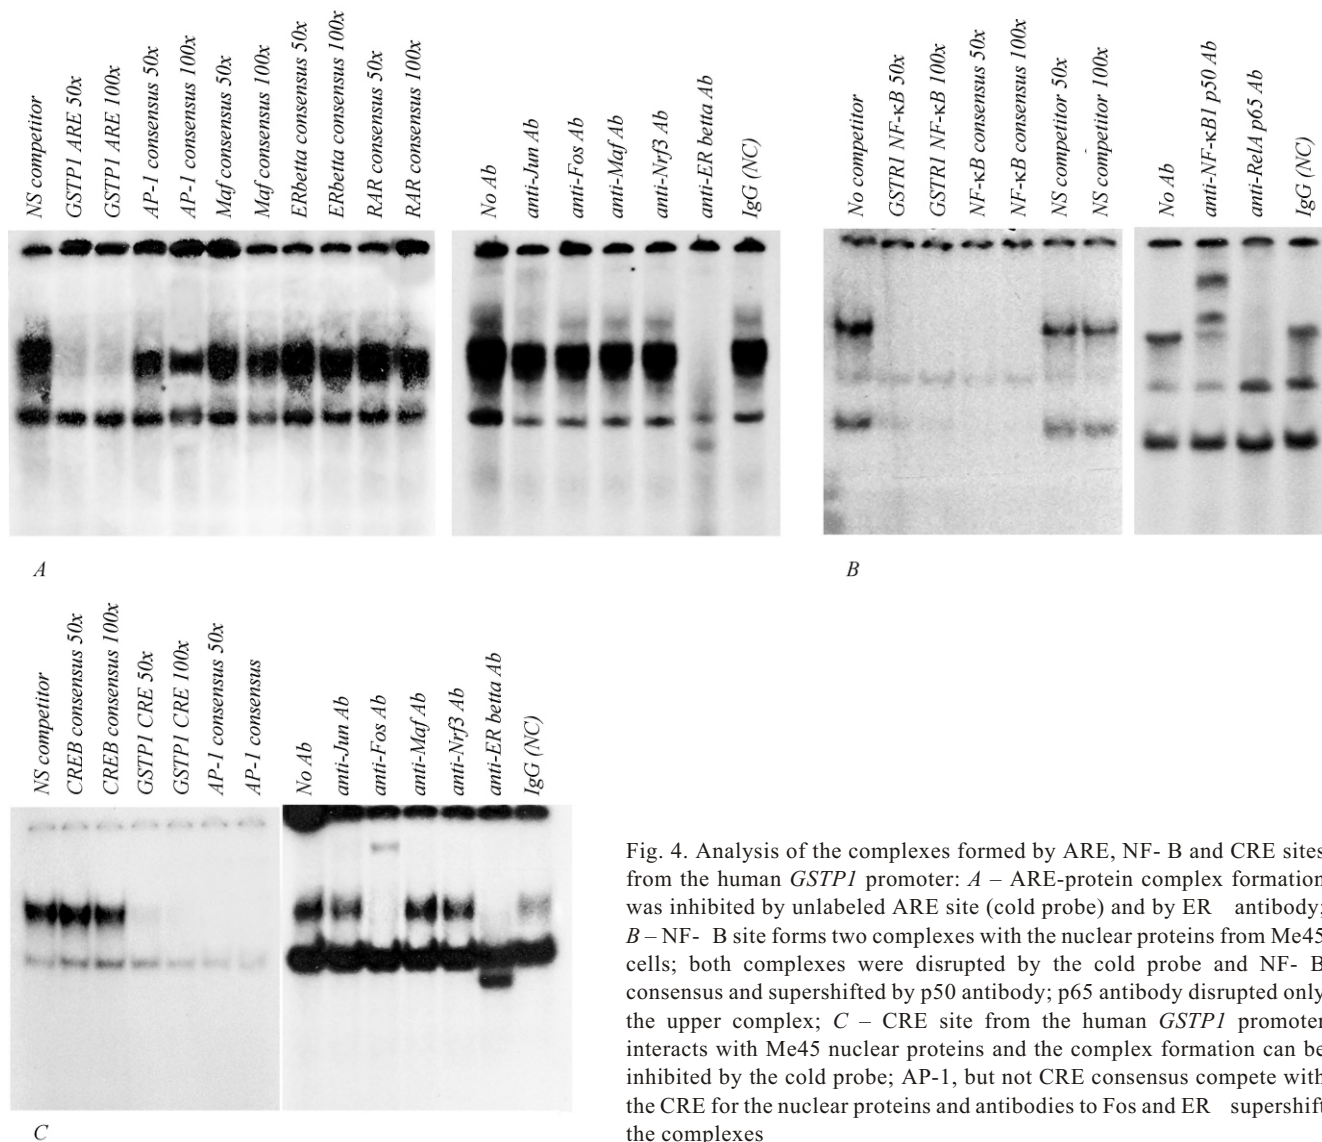 NS competitor
GSTP1 ARE 50x
GSTP1 ARE 100x
AP-1 consensus 50x
AP-1 consensus 100x
Maf consensus 50x
Maf consensus 100x
ERbetta consensus 50x
ERbetta consensus 100x
RAR consensus 50x
RAR consensus 100x
No Ab
anti-Jun Ab
anti-Fos Ab
anti-Maf Ab
anti-Nrf3 Ab
anti-ER betta Ab
IgG (NC)
A
No competitor
GSTR1 NF-κB 50x
GSTR1 NF-κB 100x
NF-κB consensus 50x
NF-κB consensus 100x
NS competitor 50x
NS competitor 100x
No Ab
anti-NF-κB1 p50 Ab
anti-RelA p65 Ab
IgG (NC)
B
NS competitor
CREB consensus 50x
CREB consensus 100x
GSTP1 CRE 50x
GSTP1 CRE 100x
AP-1 consensus 50x
AP-1 consensus
No Ab
anti-Jun Ab
anti-Fos Ab
anti-Maf Ab
anti-Nrf3 Ab
anti-ER betta Ab
IgG (NC)
C
Fig. 4. Analysis of the complexes formed by ARE, NF- B and CRE sites
from the human GSTP1 promoter: A – ARE-protein complex formation
was inhibited by unlabeled ARE site (cold probe) and by ER antibody;
B – NF- B site forms two complexes with the nuclear proteins from Me45
cells; both complexes were disrupted by the cold probe and NF- B
consensus and supershifted by p50 antibody; p65 antibody disrupted only
the upper complex; C – CRE site from the human GSTP1 promoter
interacts with Me45 nuclear proteins and the complex formation can be
inhibited by the cold probe; AP-1, but not CRE consensus compete with
the CRE for the nuclear proteins and antibodies to Fos and ER supershift
the complexes